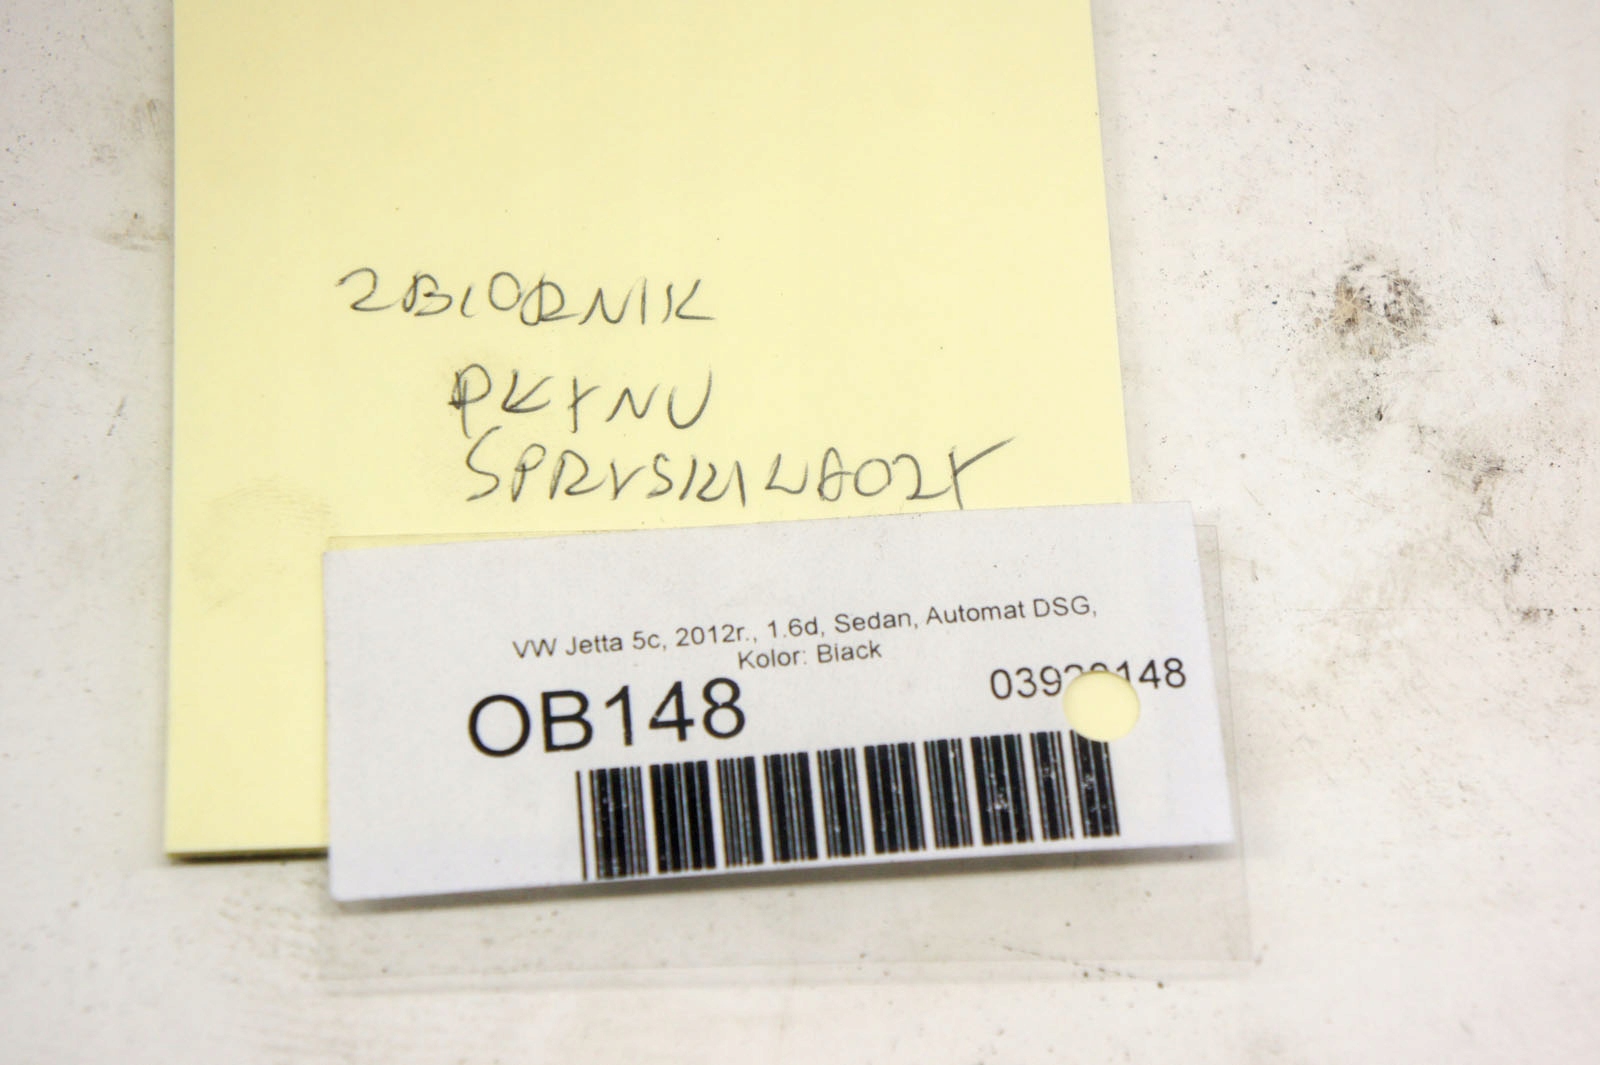 ZBIORNIK
PŁYNU
SPRYSKIWACZY
VW Jetta 5c, 2012r., 1.6d, Sedan, Automat DSG,
Kolor: Black
OB148